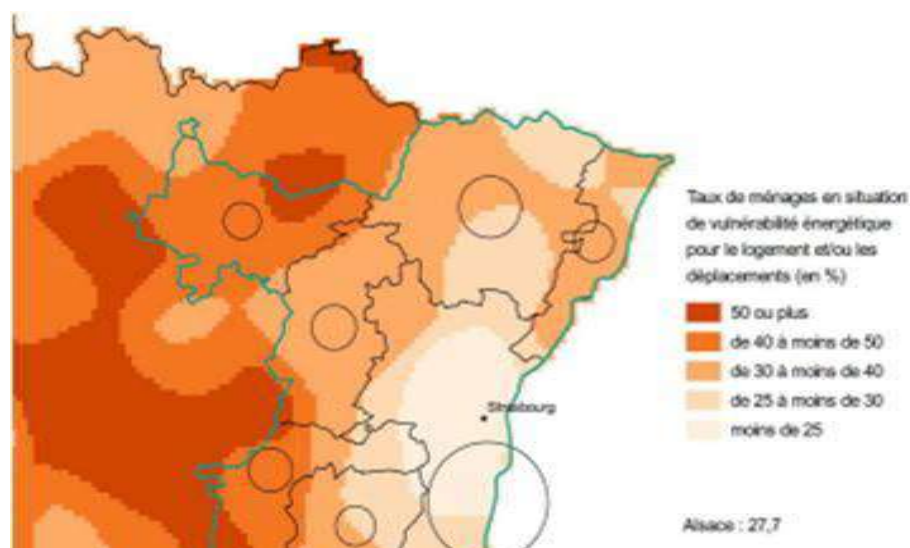 Taux de ménages en situation
de vulnérabilité énergétique
pour le logement et/ou les
déplacements (en %)
50 ou plus
de 40 à moins de 50
de 30 à moins de 40
de 25 à moins de 30
Strasbourg
moins de 25
Alsace : 27,7